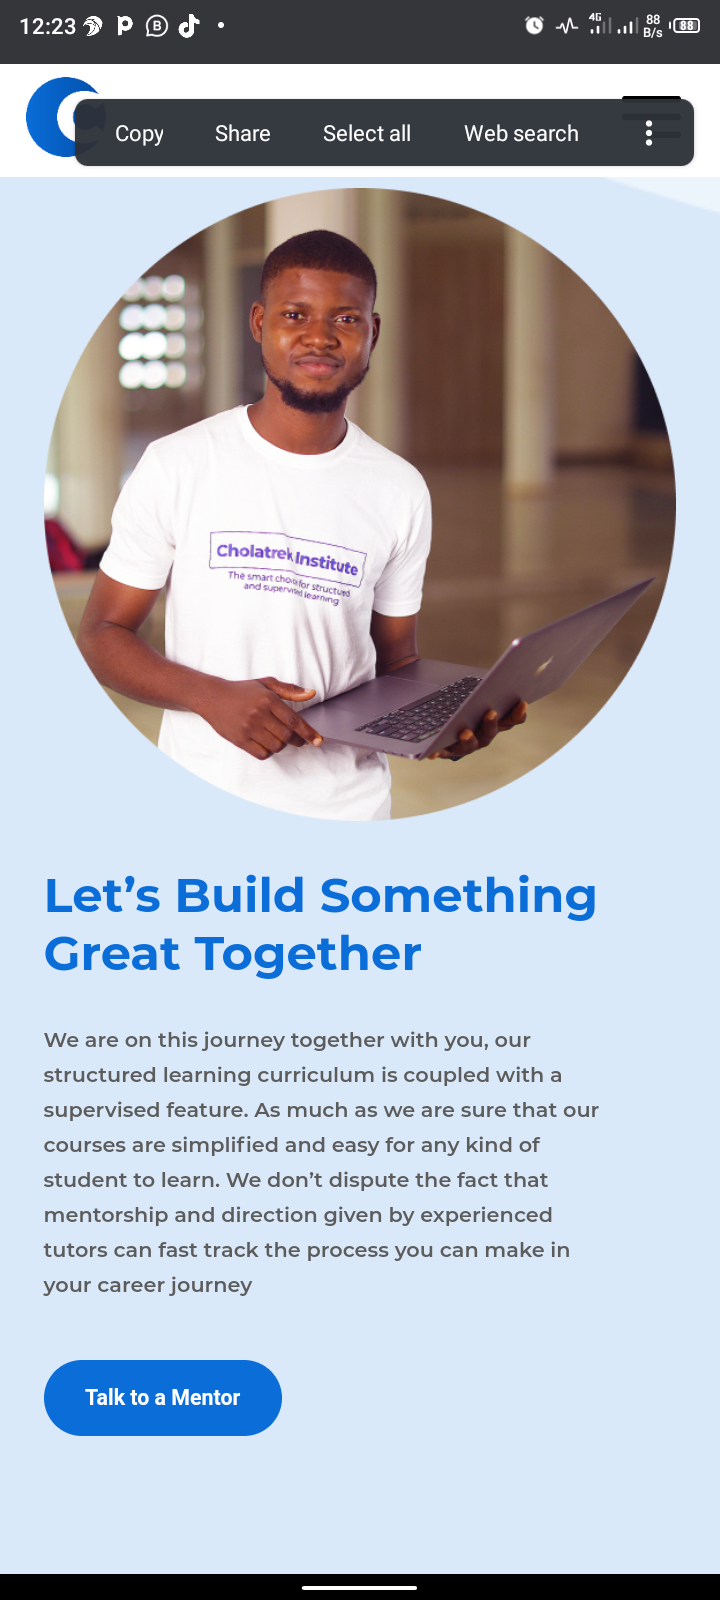 12:23
4G
88
B/s
88
Copy Share Select all Web search
Cholatrek Institute
The smart choice for structured
and supervised learning
Let’s Build Something
Great Together
We are on this journey together with you, our
structured learning curriculum is coupled with a
supervised feature. As much as we are sure that our
courses are simplified and easy for any kind of
student to learn. We don’t dispute the fact that
mentorship and direction given by experienced
tutors can fast track the process you can make in
your career journey
Talk to a Mentor